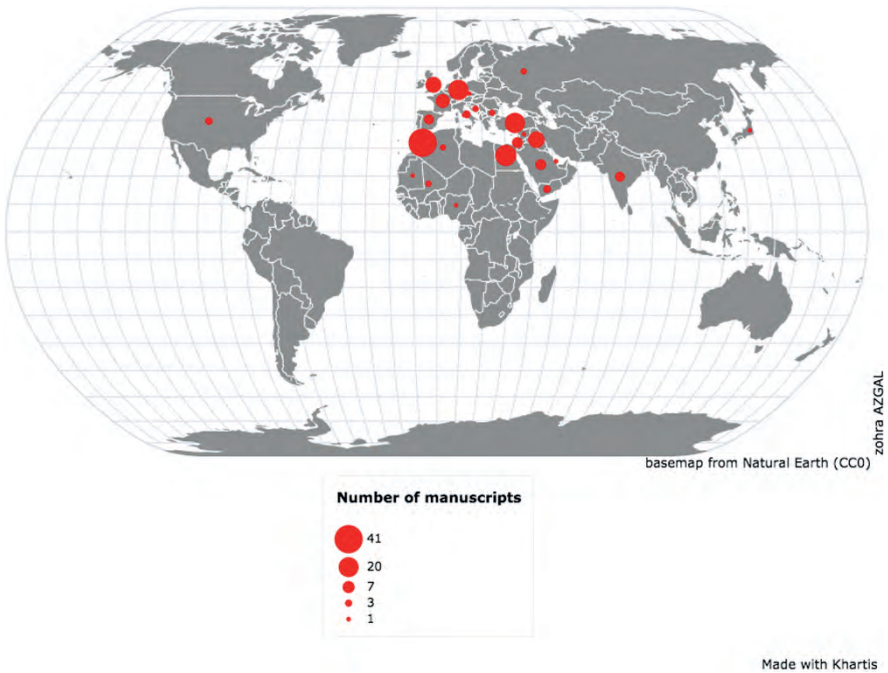 zohra AZGAL
basemap from Natural Earth (CC0)
Number of manuscripts
41
20
7
3
1
Made with Khartis